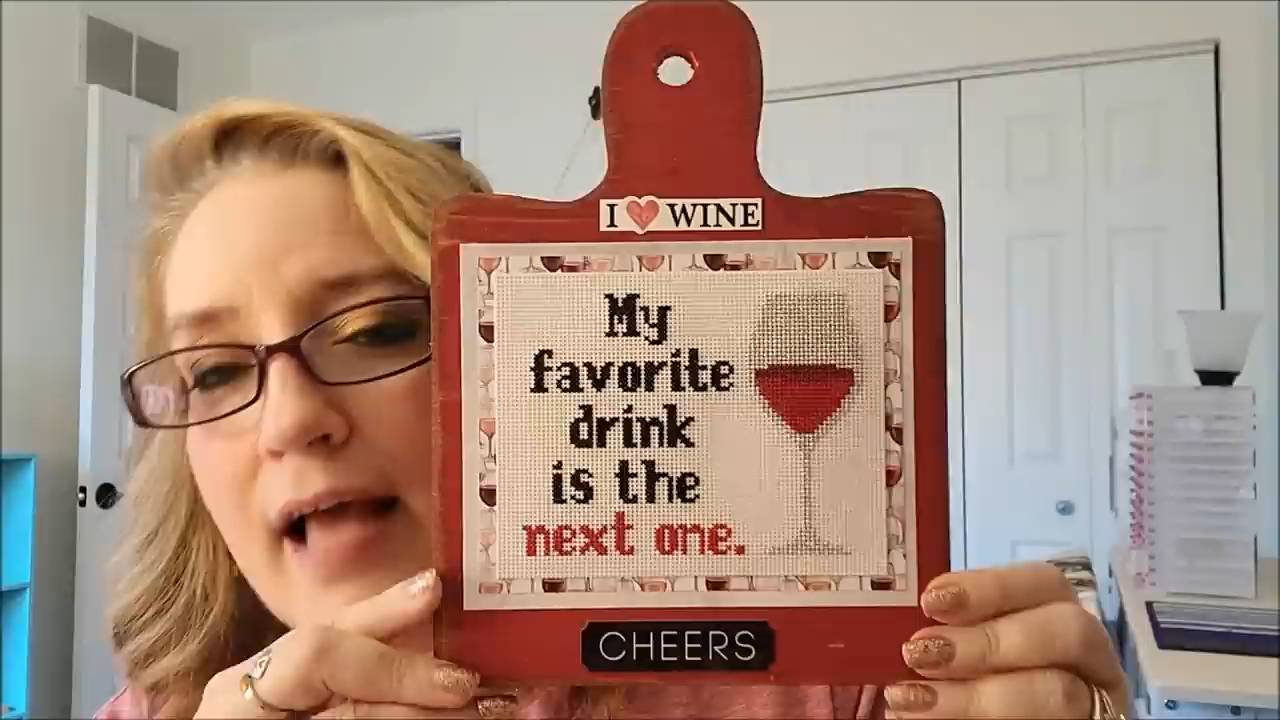 I ❤ WINE
My
favorite
drink
is the
next one.
CHEERS